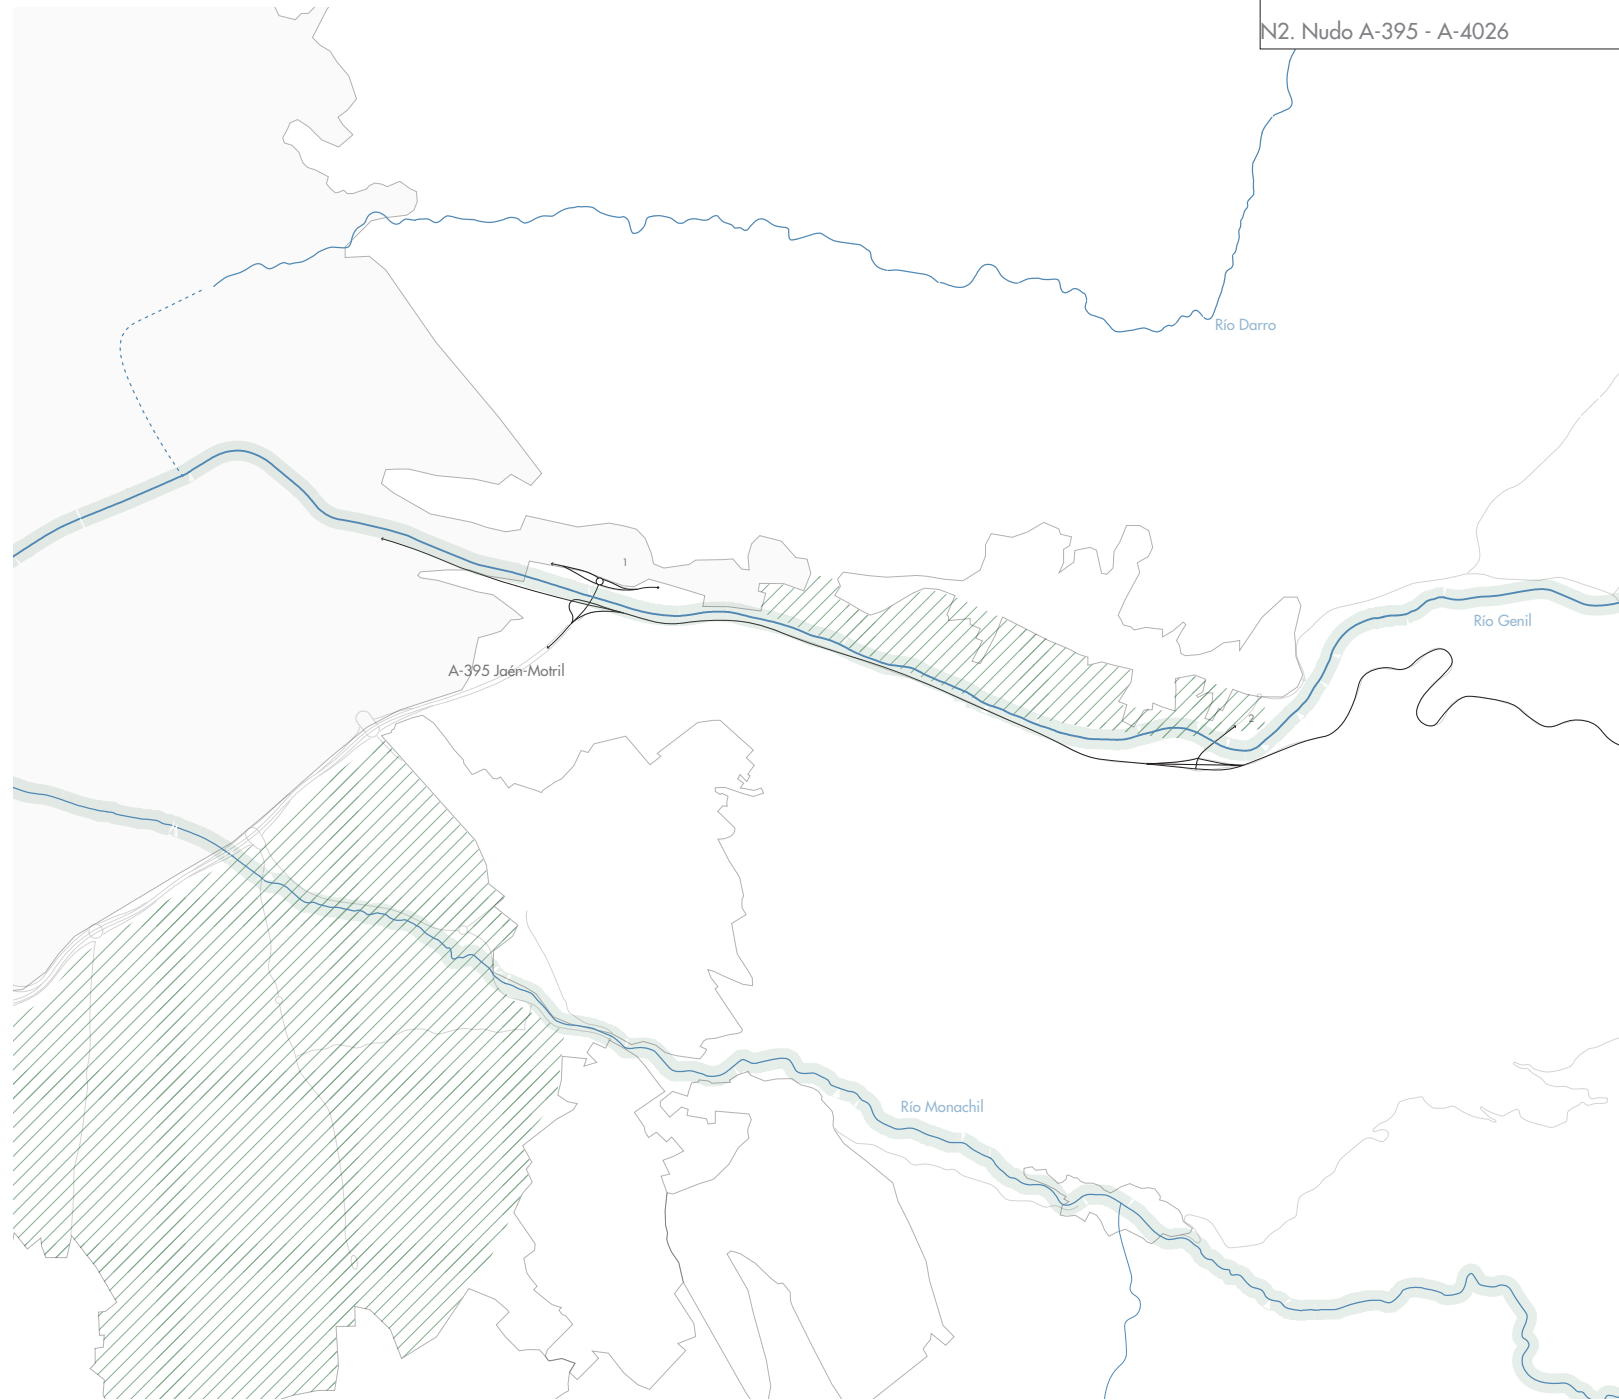 N2. Nudo A-395 - A-4026
Río Darro
1
Río Genil
A-395 Jaén-Motril
2
Río Monachil